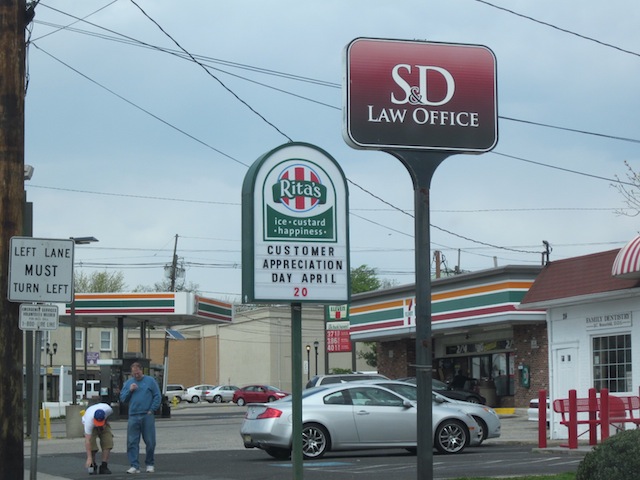 S&D
LAW OFFICE
Rita's
ice • custard
• happiness •
CUSTOMER
APPRECIATION
DAY APRIL
20
LEFT LANE
MUST
TURN LEFT
FAMILY DENTISTRY